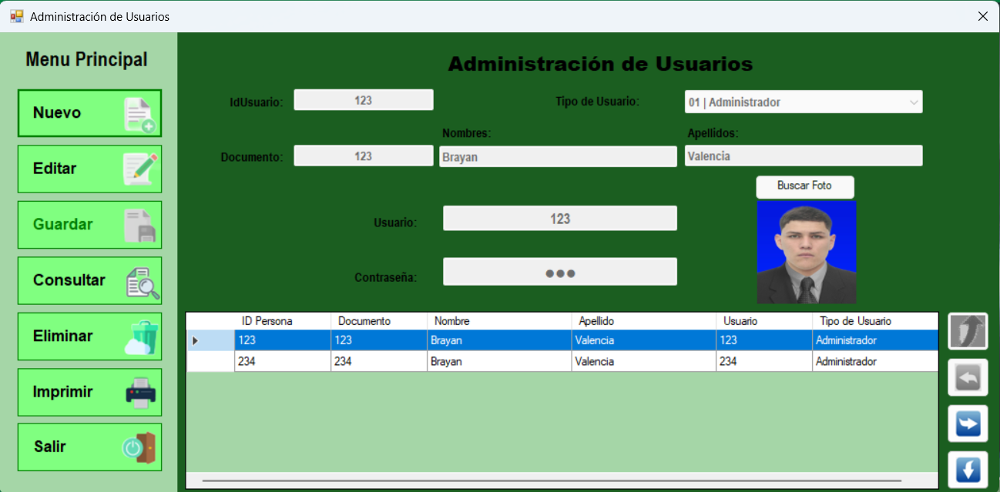 Administración de Usuarios
Menu Principal
Nuevo
Editar
Guardar
Consultar
Eliminar
Imprimir
Salir
Administración de Usuarios
IdUsuario: 123 Tipo de Usuario: 01 | Administrador
Nombres: Apellidos:
Documento: 123 Brayan Valencia
Buscar Foto
Usuario: 123
Contraseña: ●●●
ID Persona Documento Nombre Apellido Usuario Tipo de Usuario
123 123 Brayan Valencia 123 Administrador
234 234 Brayan Valencia 234 Administrador